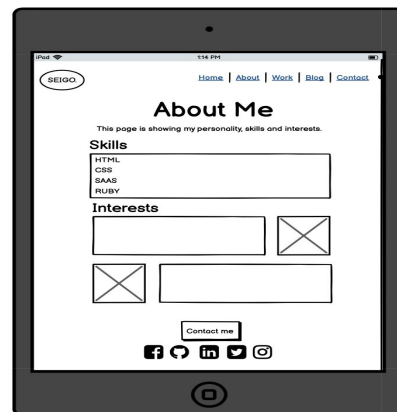 iPad 1:14 PM
SEIGO.
Home | About | Work | Blog | Contact
About Me
This page is showing my personality, skills and interests.
Skills
HTML
CSS
SAAS
RUBY
Interests
Contact me